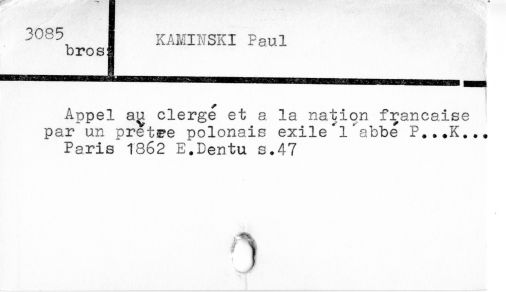 3085
bros.
KAMINSKI Paul
Appel au clergé et a la nation francaise
par un prêtre polonais exile l'abbé P...K...
Paris 1862 E.Dentu s.47